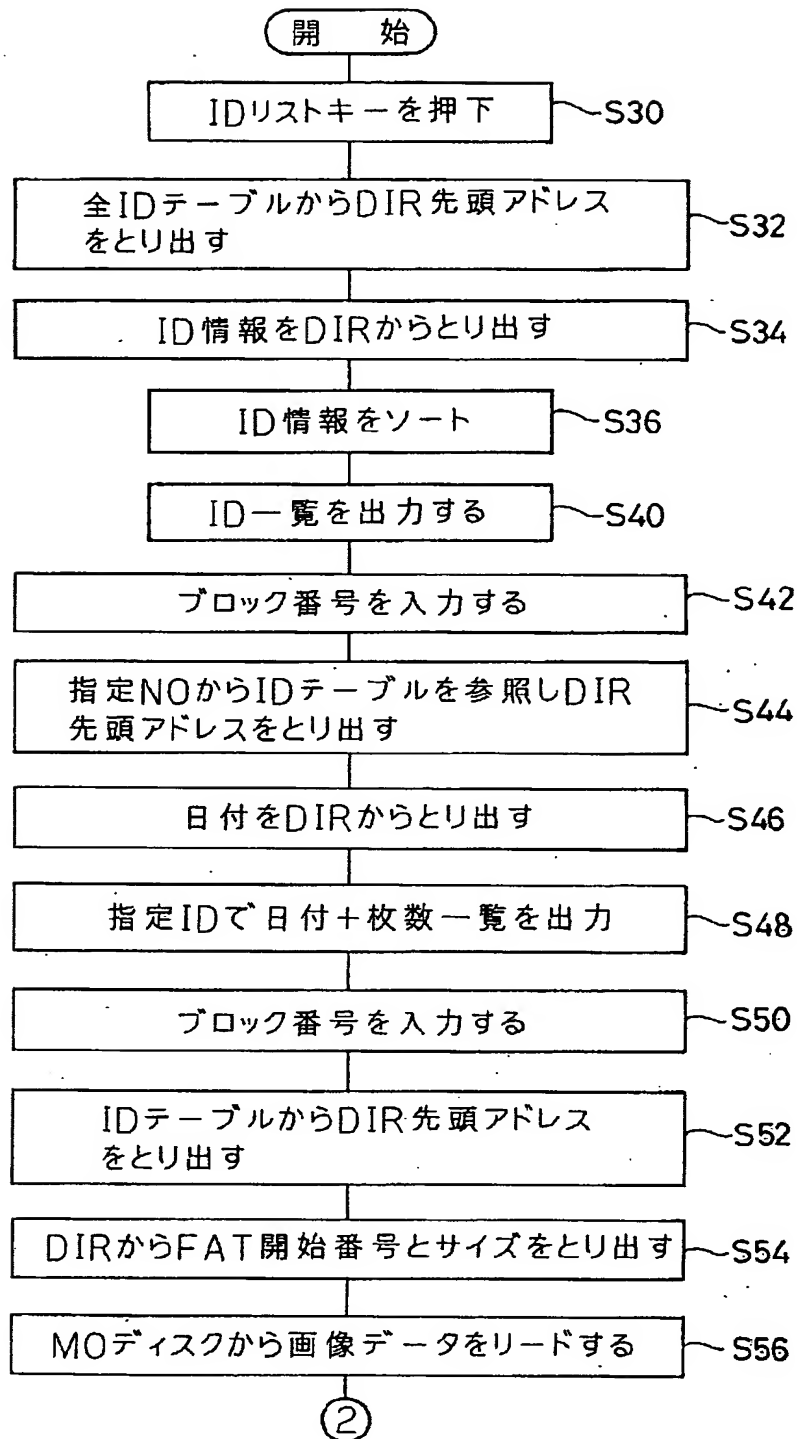 開 始
IDリストキーを押下
S30
全IDテーブルからDIR先頭アドレス
をとり出す
S32
ID情報をDIRからとり出す
S34
ID情報をソート
S36
ID一覧を出力する
S40
ブロック番号を入力する
S42
指定NOからIDテーブルを参照しDIR
先頭アドレスをとり出す
S44
日付をDIRからとり出す
S46
指定IDで日付+枚数一覧を出力
S48
ブロック番号を入力する
S50
IDテーブルからDIR先頭アドレス
をとり出す
S52
DIRからFAT開始番号とサイズをとり出す
S54
MOディスクから画像データをリードする
S56
2